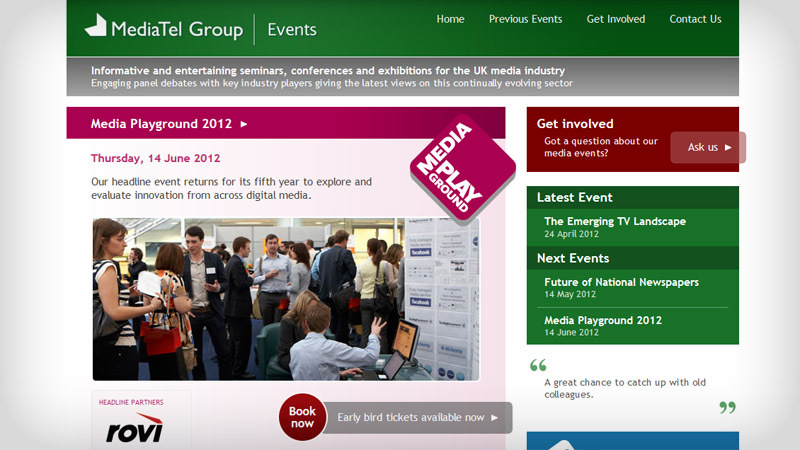 MediaTel Group
Events
Home
Previous Events
Get Involved
Contact Us
Informative and entertaining seminars, conferences and exhibitions for the UK media industry
Engaging panel debates with key industry players giving the latest views on this continually evolving sector
Media Playground 2012 ►
Thursday, 14 June 2012
Our headline event returns for its fifth year to explore and
evaluate innovation from across digital media.
MEDIA
PLAY
GROUND
facebook
facebook
HEADLINE PARTNERS
rovi
Book
now
Early bird tickets available now ►
Get involved
Got a question about our
media events?
Ask us ►
Latest Event
The Emerging TV Landscape
24 April 2012
Next Events
Future of National Newspapers
14 May 2012
Media Playground 2012
14 June 2012
“
A great chance to catch up with old
colleagues.
”